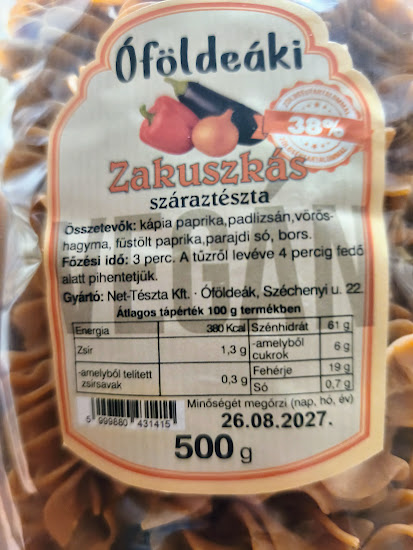 Óföldeáki
38%
Zakuszkás
száraztészta
VEGÁN
Összetevők: kápia paprika,padlizsán,vörös-
hagyma, füstölt paprika,parajdi só, bors.
Főzési idő: 3 perc. A tűzről levéve 4 percig fedő
alatt pihentetjük.
Gyártó: Net-Tészta Kft. · Óföldeák, Széchenyi u. 22.
Átlagos tápérték 100 g termékben
Energia 380 Kcal
Zsír 1,3 g
-amelyből telített
zsírsavak 0,3 g
Szénhidrát 61 g
-amelyből
cukrok 6 g
Fehérje 19 g
Só 0,7 g
Minőségét megőrzi (nap, hó, év)
26.08.2027.
5 999880 431415
500 g